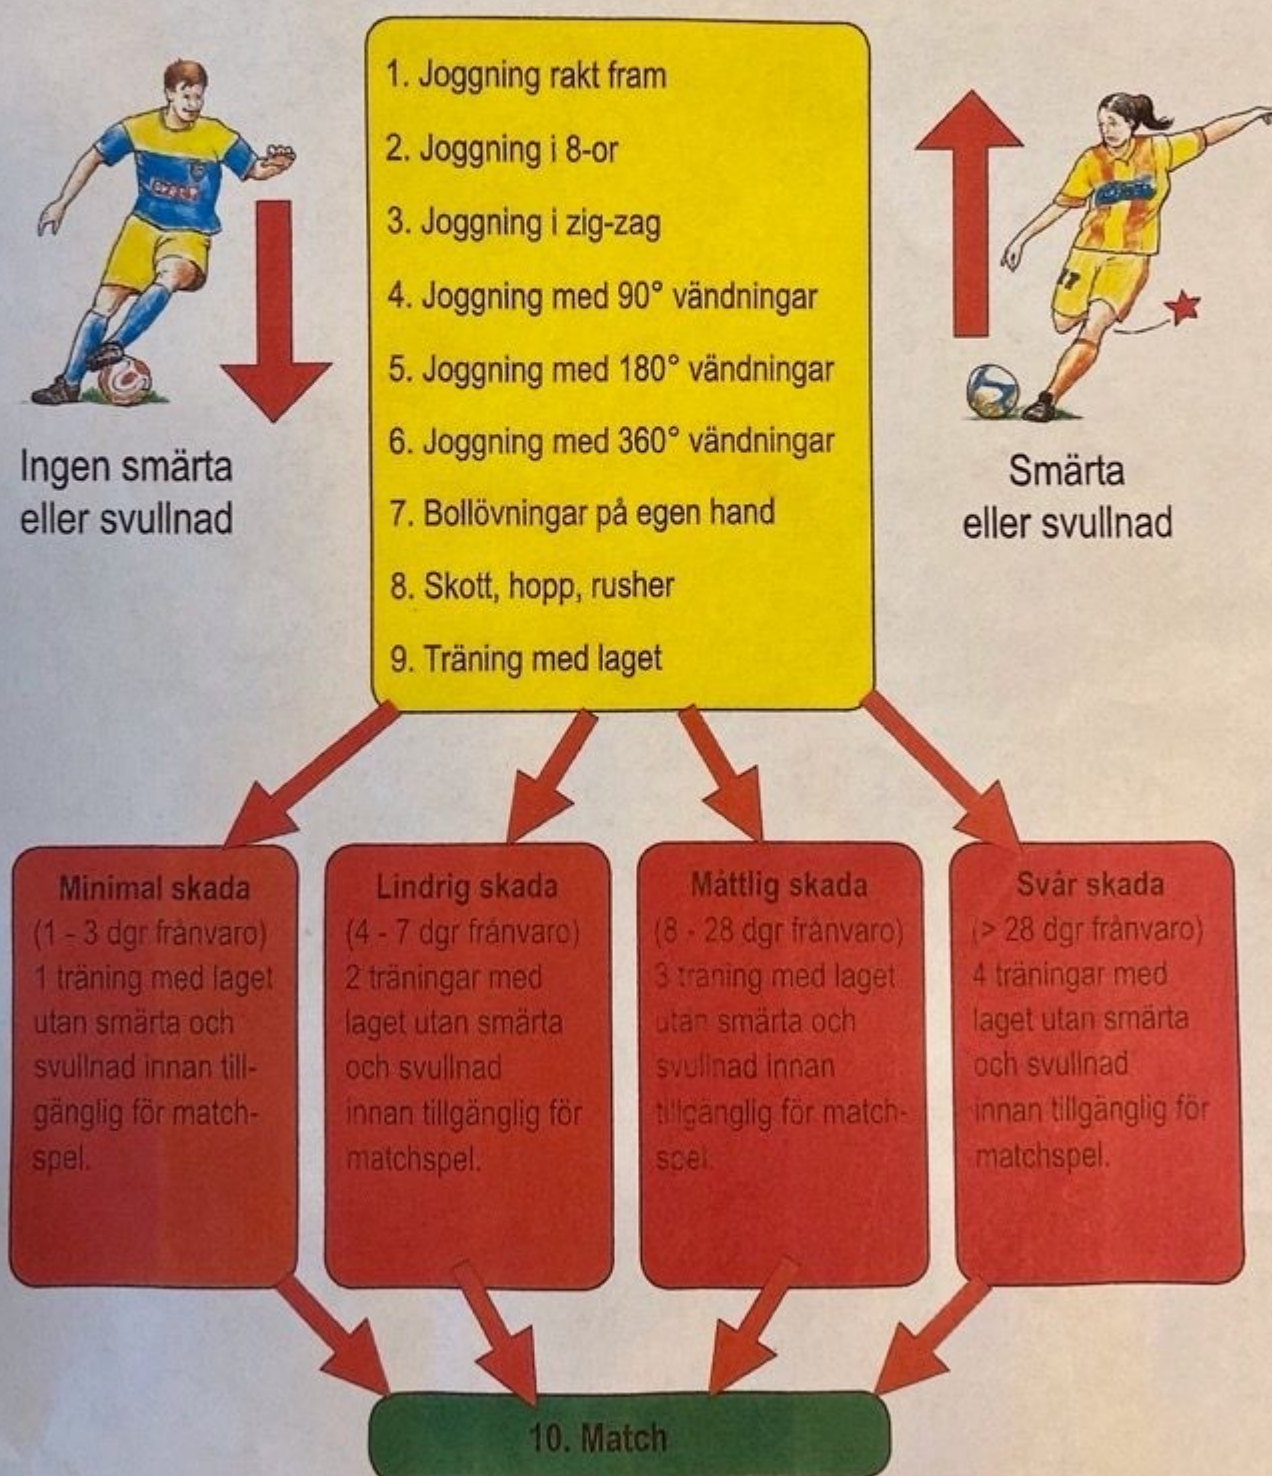 1. Joggning rakt fram
2. Joggning i 8-or
3. Joggning i zig-zag
4. Joggning med 90° vändningar
5. Joggning med 180° vändningar
6. Joggning med 360° vändningar
7. Bollövningar på egen hand
8. Skott, hopp, rusher
9. Träning med laget
Ingen smärta
eller svullnad
Smärta
eller svullnad
17
Minimal skada
(1 - 3 dgr frånvaro)
1 träning med laget
utan smärta och
svullnad innan till-
gänglig för match-
spel.
Lindrig skada
(4 - 7 dgr frånvaro)
2 träningar med
laget utan smärta
och svullnad
innan tillgänglig för
matchspel.
Måttlig skada
(8 - 28 dgr frånvaro)
3 träning med laget
utan smärta och
svullnad innan
tillgänglig för match-
spel.
Svår skada
(> 28 dgr frånvaro)
4 träningar med
laget utan smärta
och svullnad
innan tillgänglig för
matchspel.
10. Match